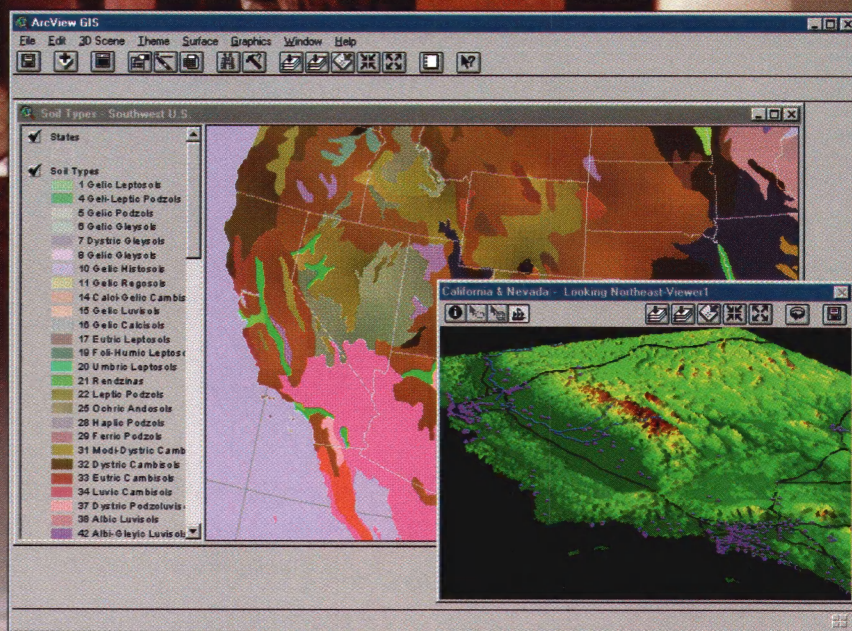 ArcView GIS
File Edit 3D Scene Theme Surface Graphics Window Help
Soil Types - Southwest U.S.
States
Soil Types
1 Gelic Leptosols
4 Geli-Leptic Podzols
5 Gelic Podzols
6 Gelic Gleysols
7 Dystric Gleysols
8 Gelic Gleysols
10 Gelic Histosols
11 Gelic Regosols
14 Calci-Gelic Cambis
15 Gelic Luvisols
16 Gelic Calcisols
17 Eutric Leptosols
19 Foli-Humic Leptoso
20 Umbric Leptosols
21 Rendzinas
22 Leptic Podzols
25 Ochric Andosols
28 Haplic Podzols
29 Ferric Podzols
31 Modi-Dystric Camb
32 Dystric Cambisols
33 Eutric Cambisols
34 Luvic Cambisols
37 Dystric Podzoluvis
38 Albic Luvisols
42 Albi-Gleyic Luvisols
California & Nevada - Looking Northeast-Viewer1